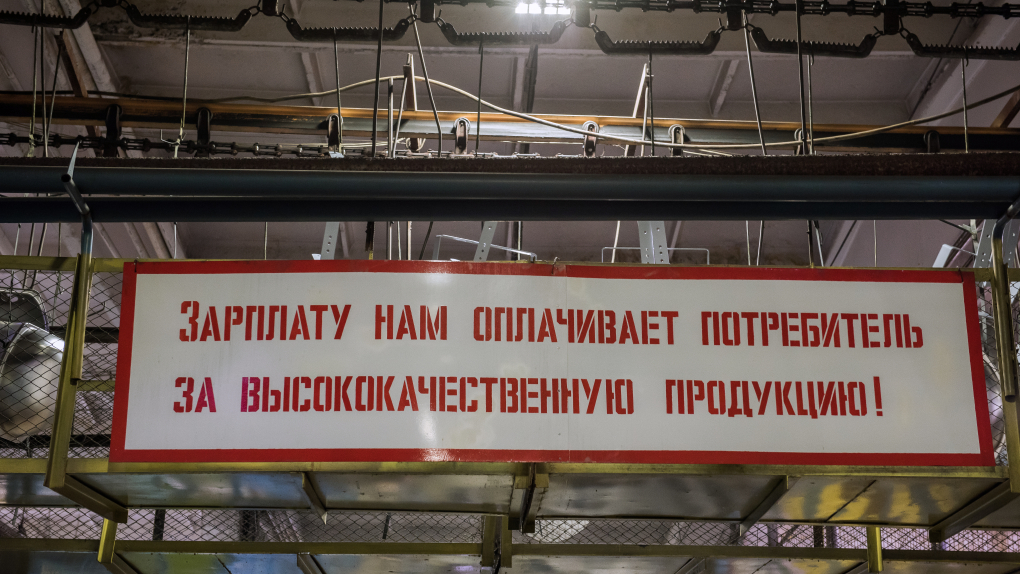 Зарплату нам оплачивает потребитель
за высококачественную продукцию!